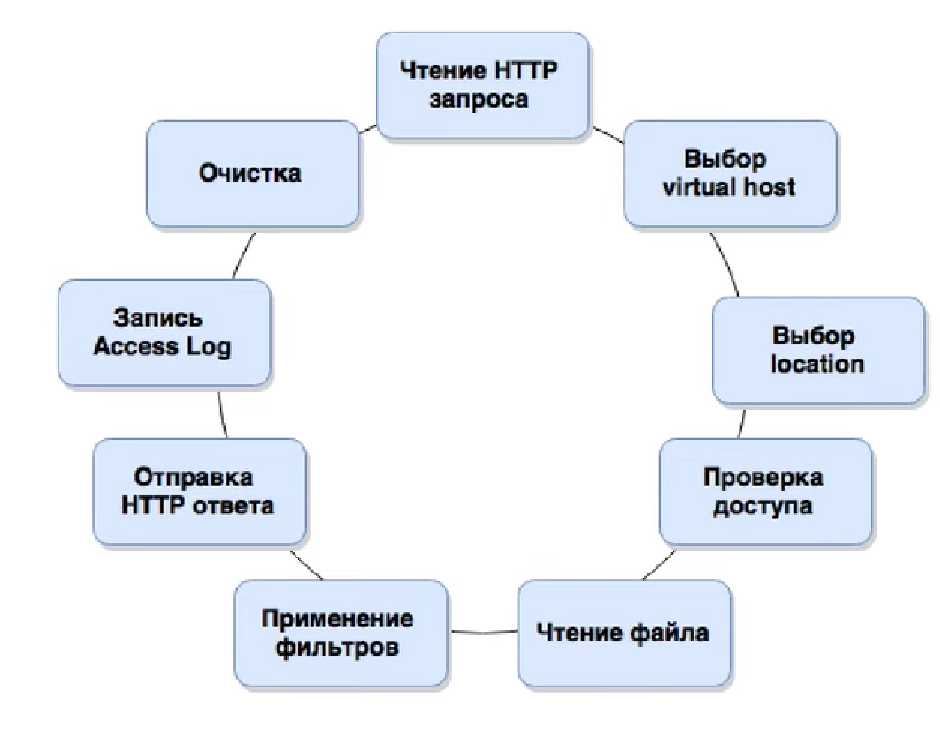 Чтение HTTP
запроса
Выбор
virtual host
Выбор
location
Проверка
доступа
Чтение файла
Применение
фильтров
Отправка
HTTP ответа
Запись
Access Log
Очистка